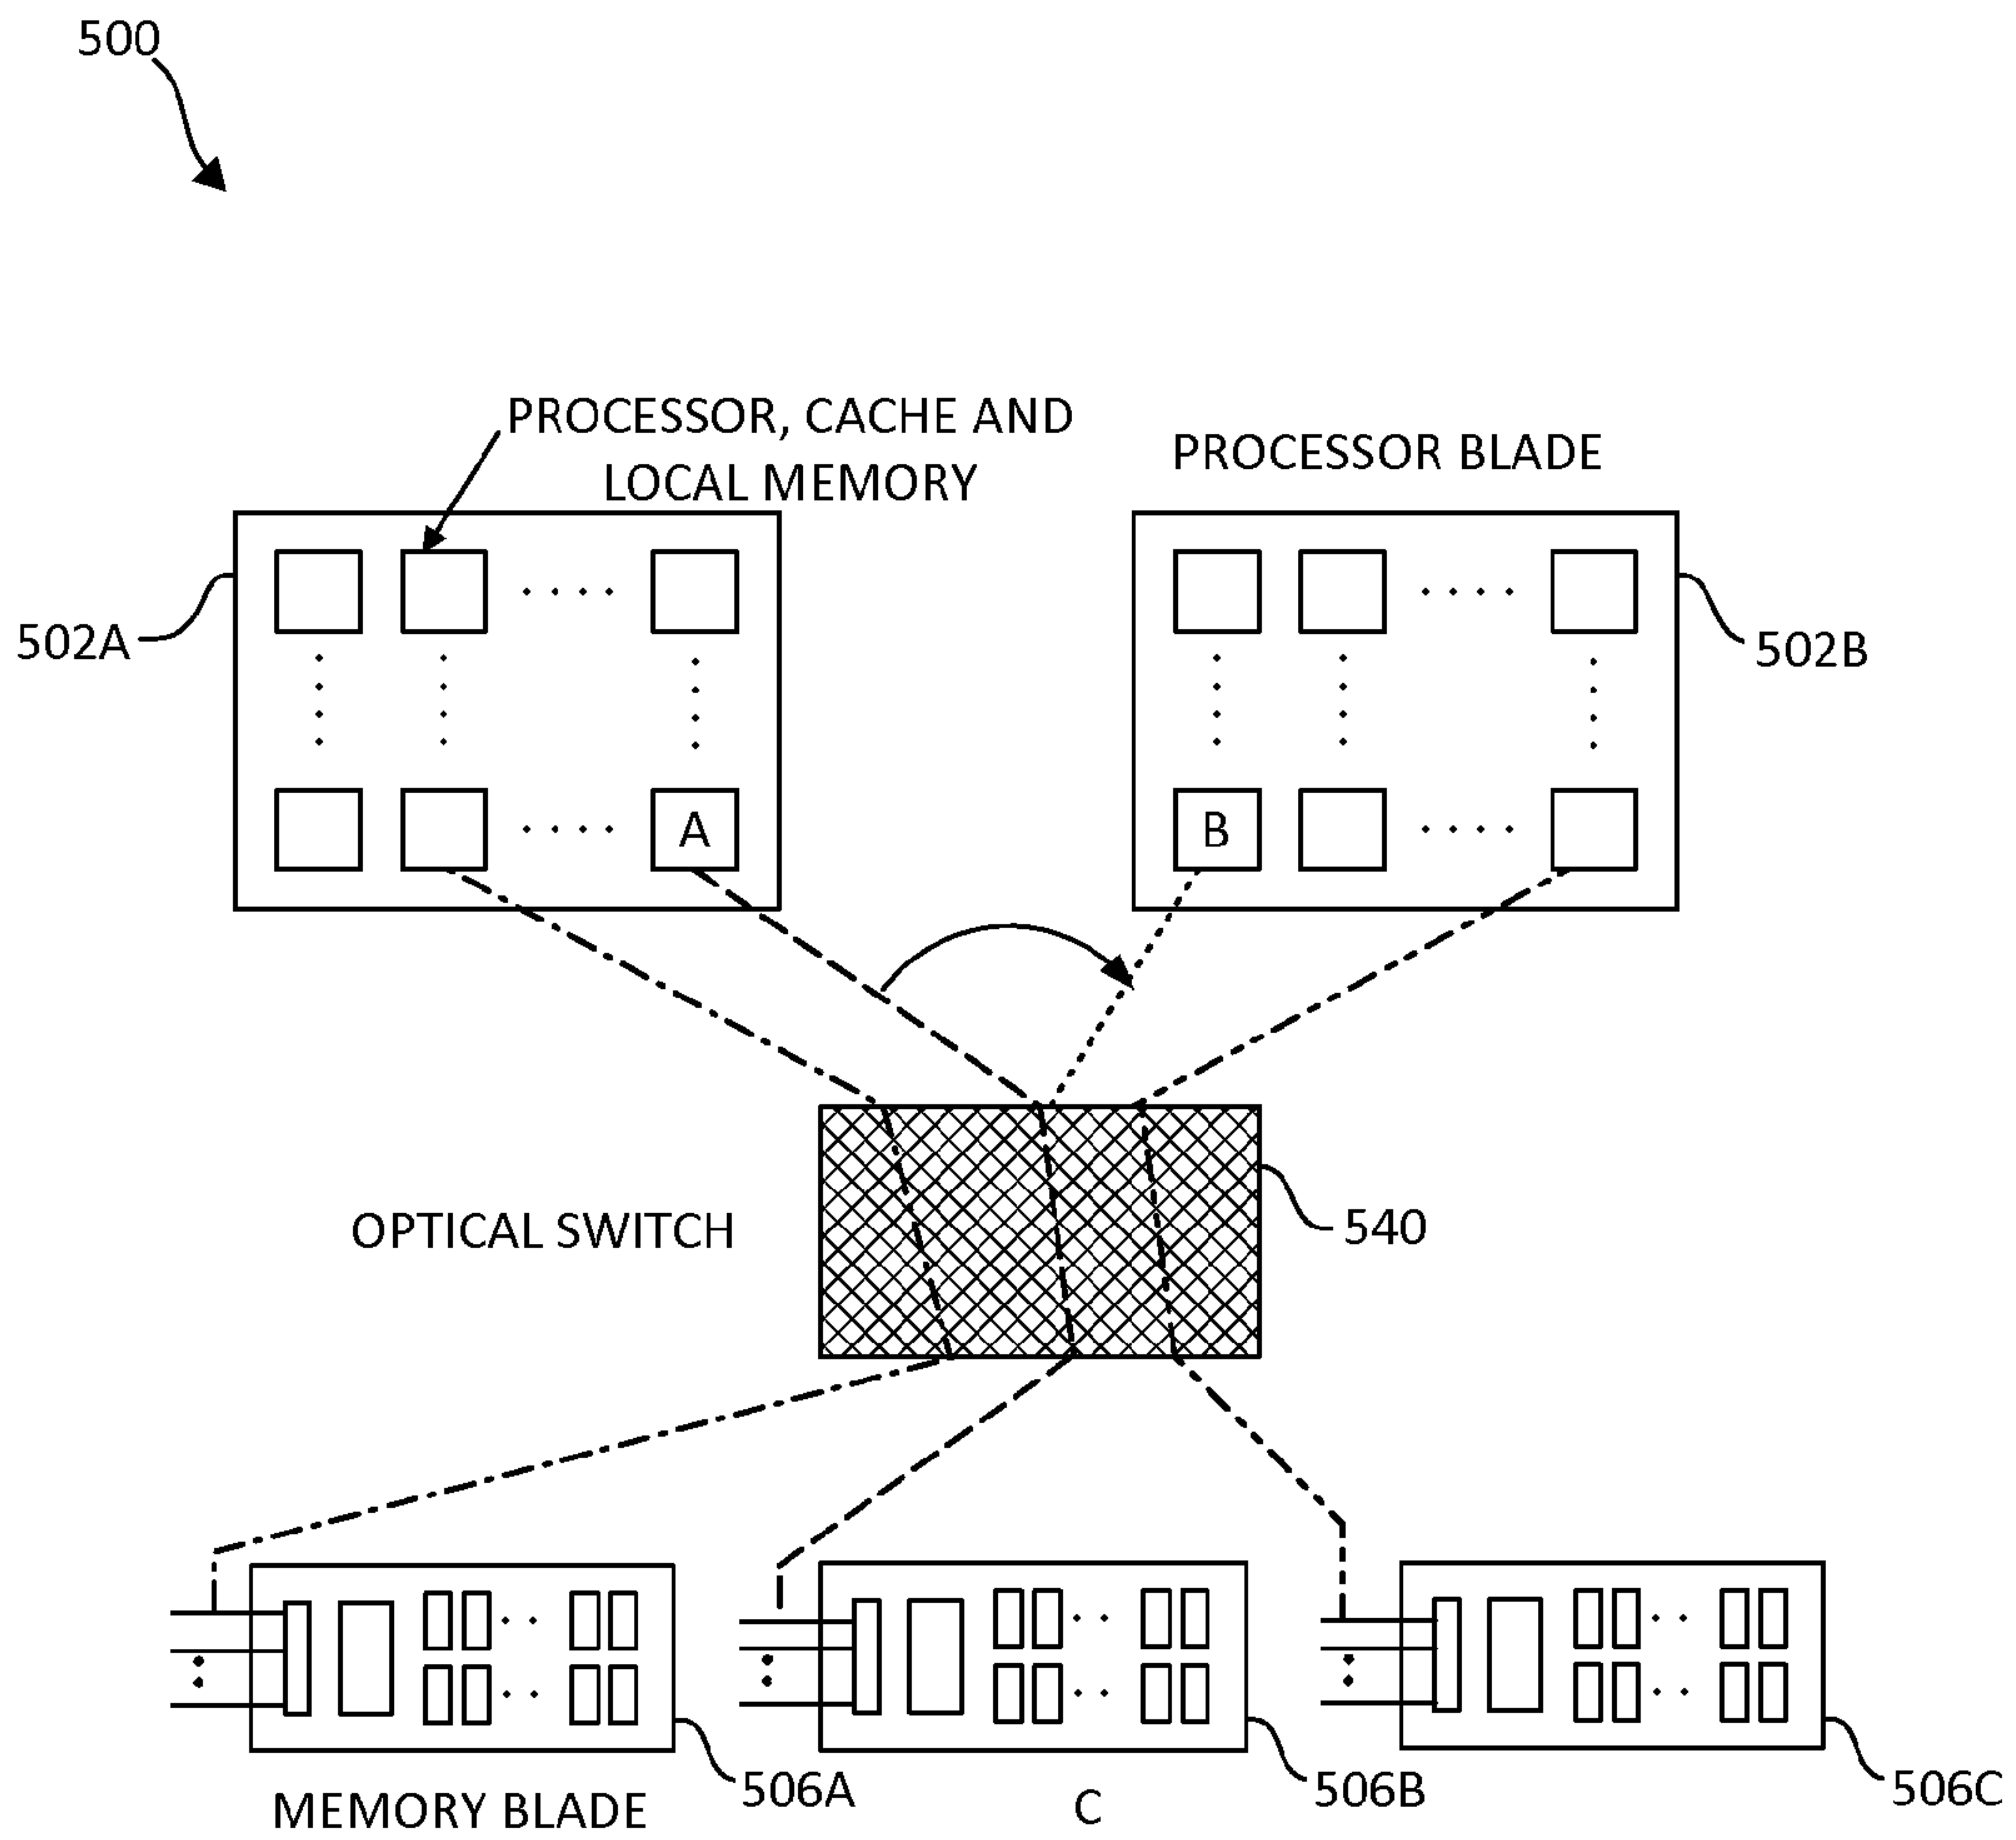 500
PROCESSOR, CACHE AND
LOCAL MEMORY
PROCESSOR BLADE
502A
502B
A
B
OPTICAL SWITCH
540
506A
506B
506C
MEMORY BLADE
C